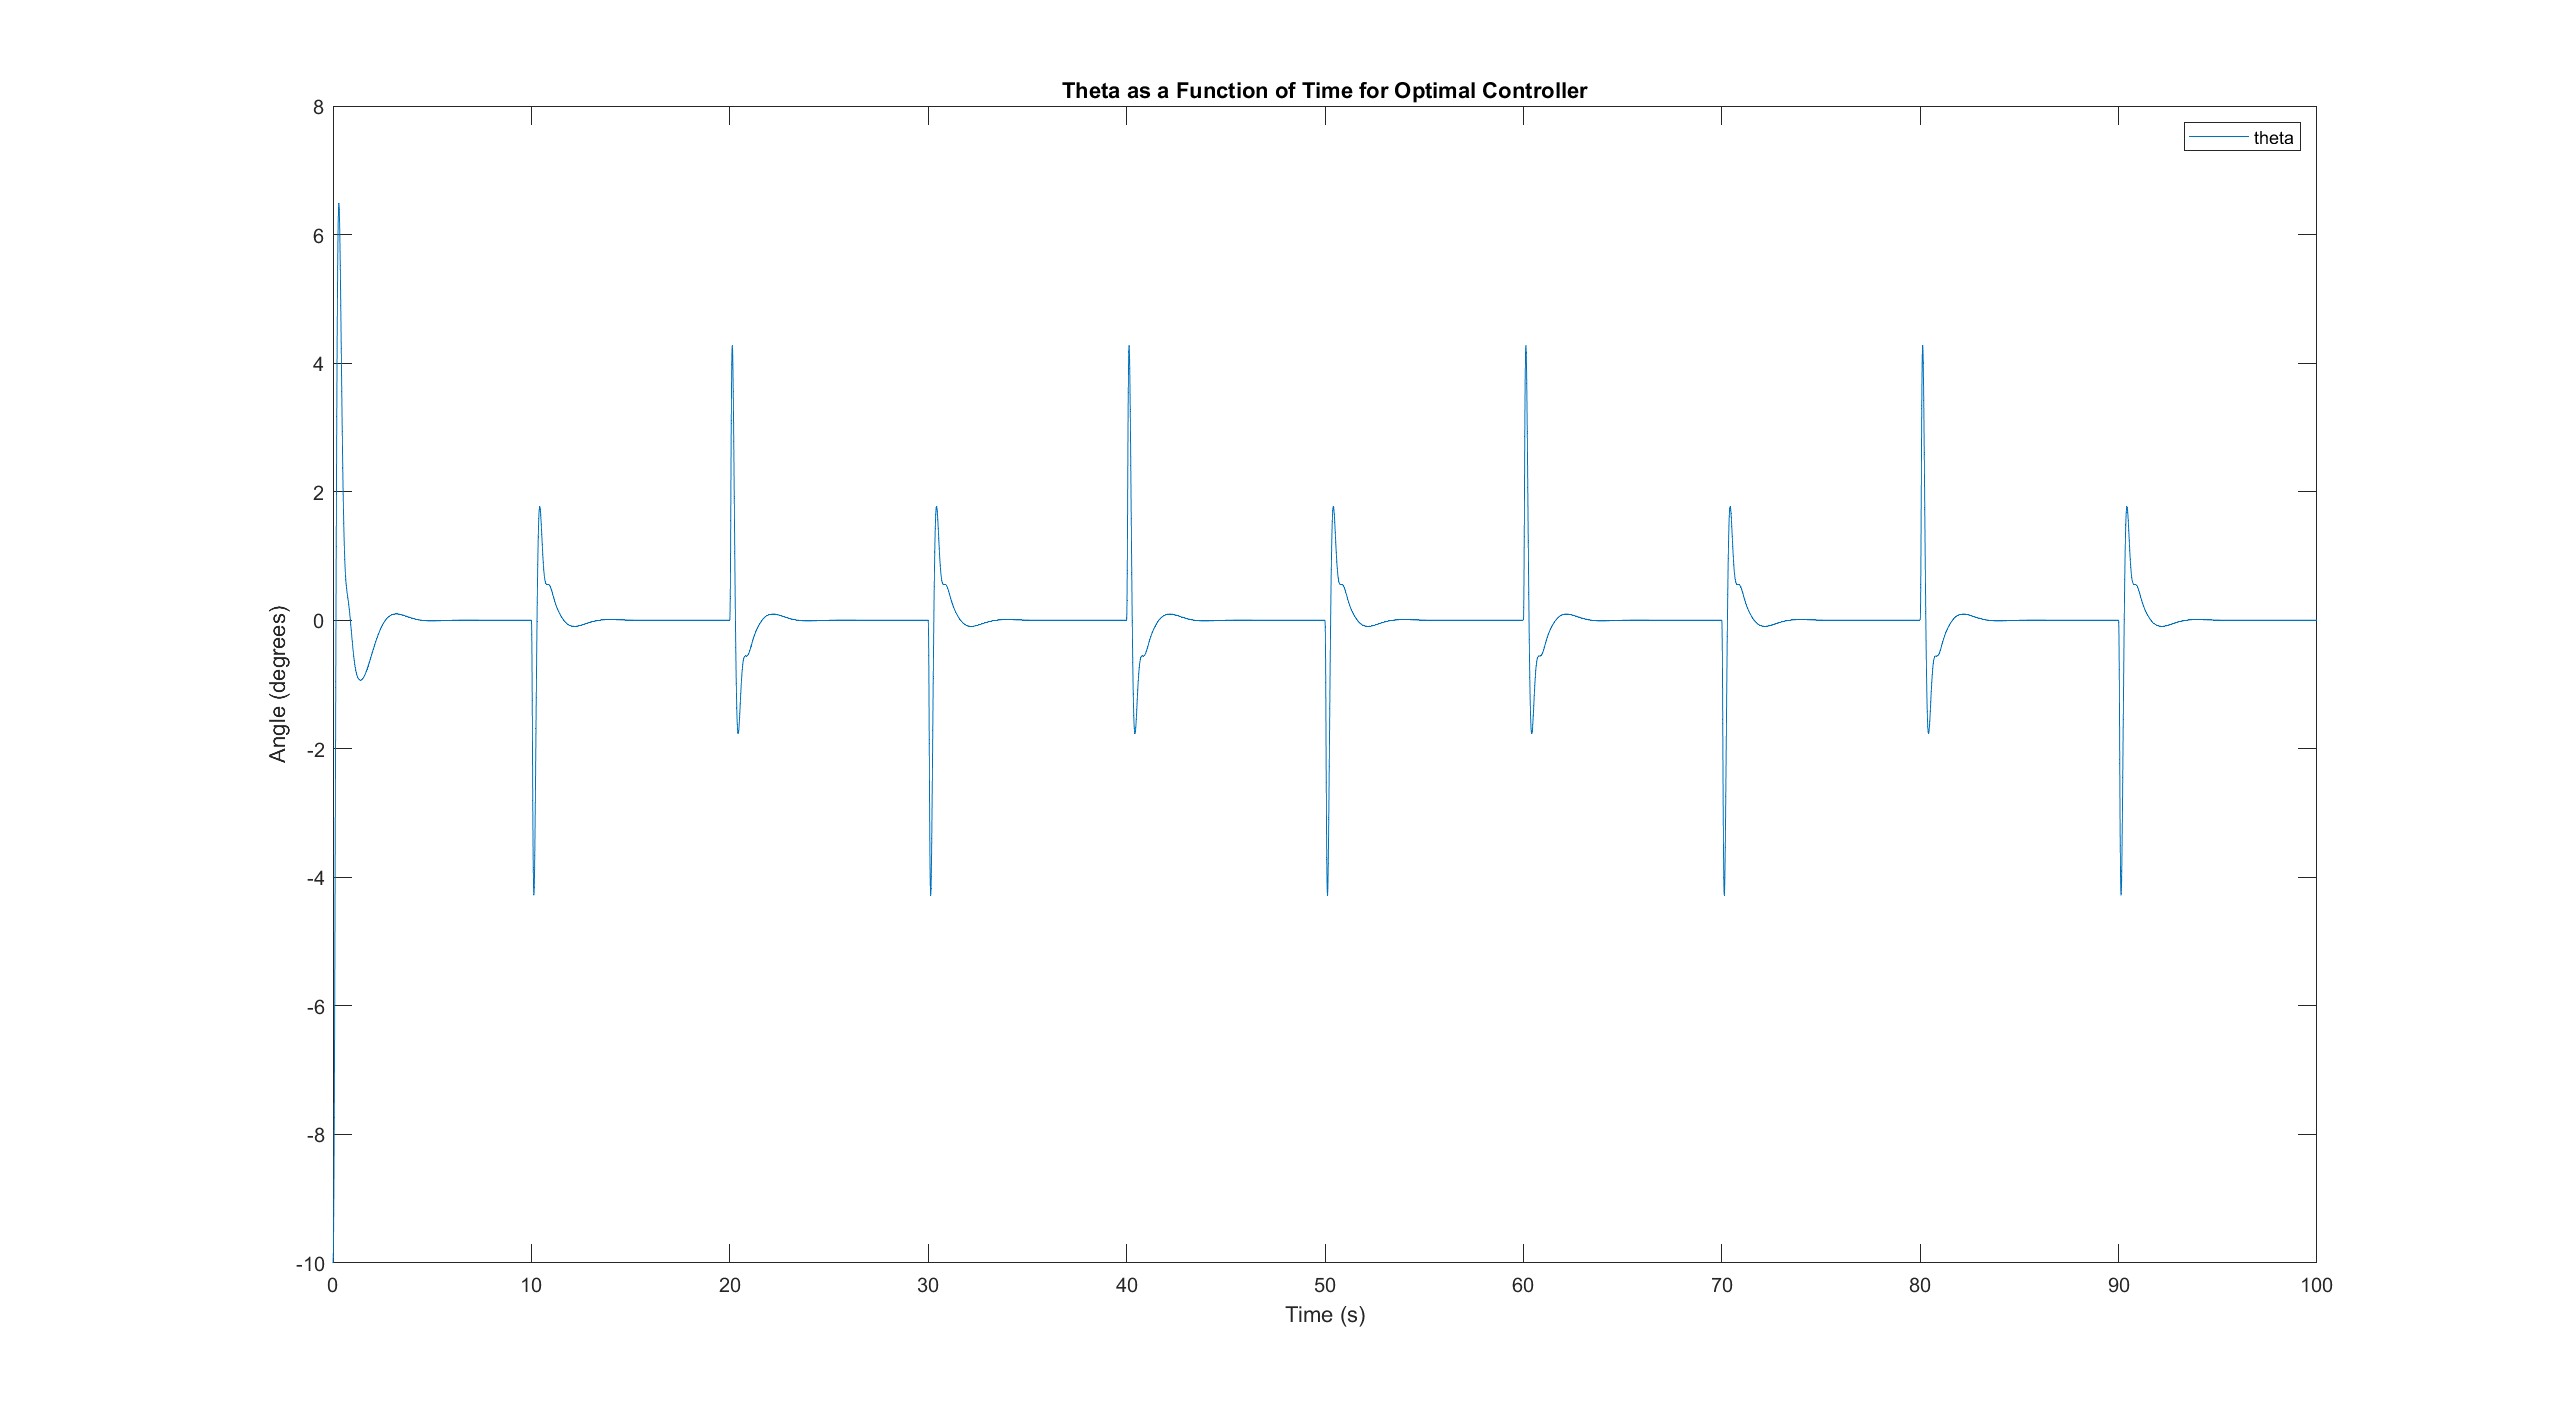 Theta as a Function of Time for Optimal Controller
theta
8
6
4
2
0
-2
-4
-6
-8
-10
Angle (degrees)
0 10 20 30 40 50 60 70 80 90 100
Time (s)